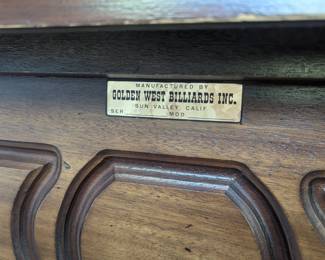 MANUFACTURED BY
GOLDEN WEST BILLIARDS INC.
SUN VALLEY CALIF.
SER. MOD.